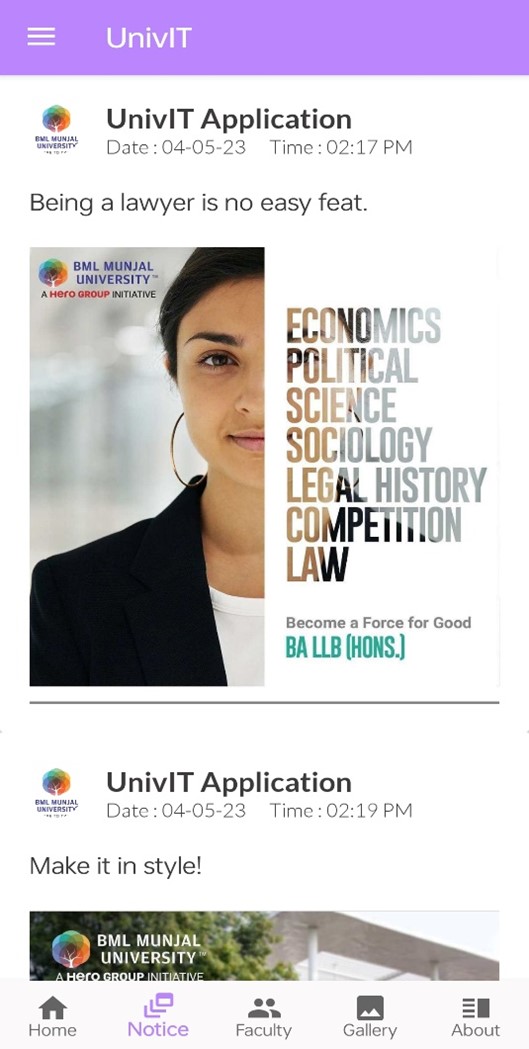 UnivIT
BML MUNJAL
UNIVERSITY
UnivIT Application
Date : 04-05-23 Time : 02:17 PM
Being a lawyer is no easy feat.
BML MUNJAL
UNIVERSITY™
A Hero GROUP INITIATIVE
ECONOMICS
POLITICAL
SCIENCE
SOCIOLOGY
LEGAL HISTORY
COMPETITION
LAW
Become a Force for Good
BA LLB (HONS.)
BML MUNJAL
UNIVERSITY
UnivIT Application
Date : 04-05-23 Time : 02:19 PM
Make it in style!
BML MUNJAL
UNIVERSITY™
A Hero GROUP INITIATIVE
Home
Notice
Faculty
Gallery
About